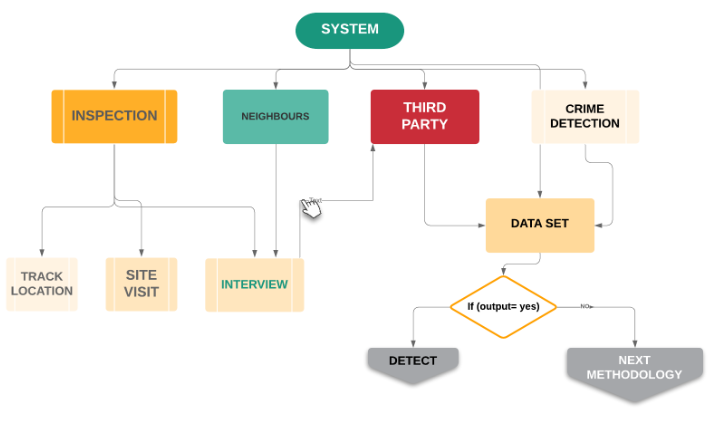 SYSTEM
INSPECTION
NEIGHBOURS
THIRD
PARTY
CRIME
DETECTION
Text
DATA SET
TRACK
LOCATION
SITE
VISIT
INTERVIEW
If (output= yes)
NO
DETECT
NEXT
METHODOLOGY